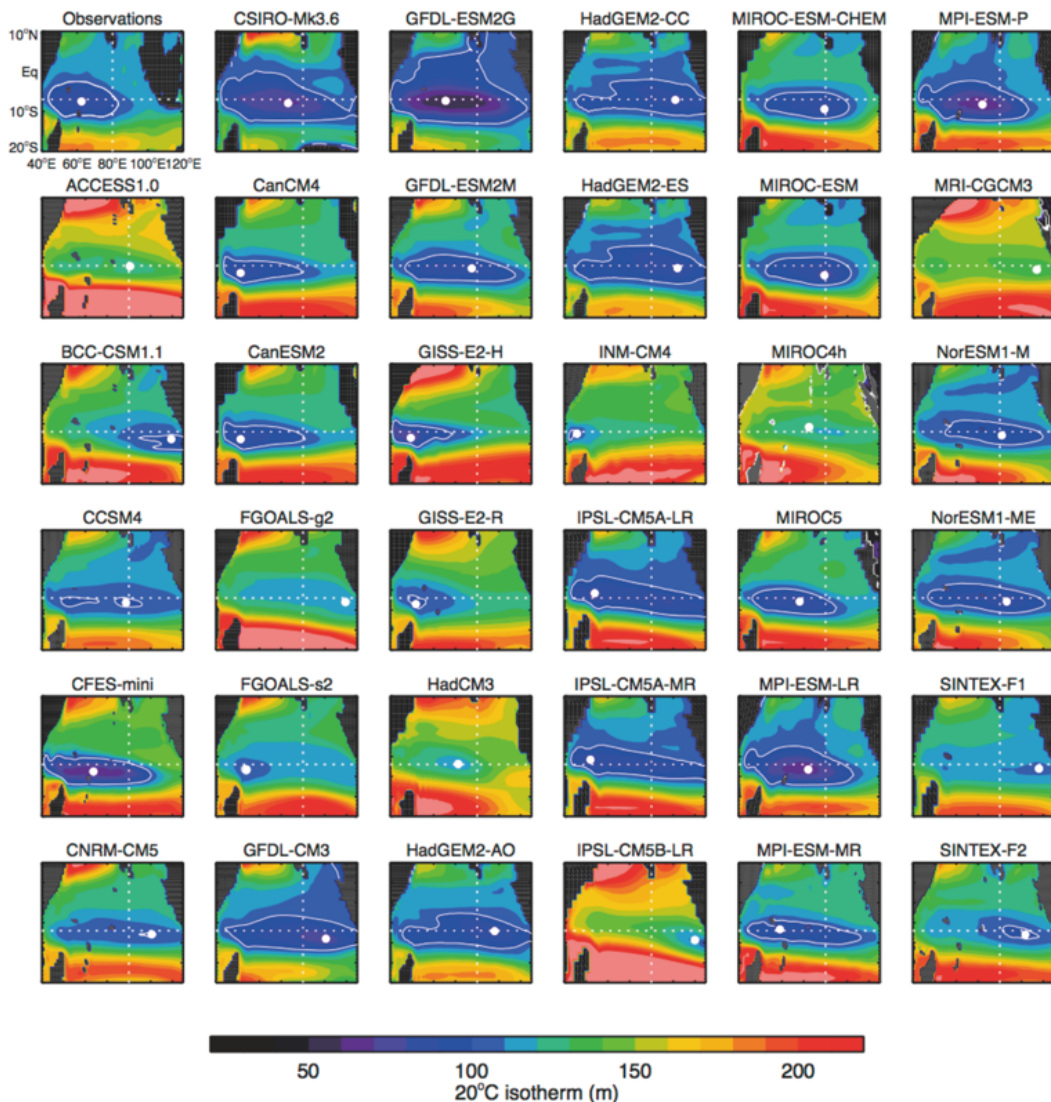 Observations CSIRO-Mk3.6 GFDL-ESM2G HadGEM2-CC MIROC-ESM-CHEM MPI-ESM-P
10°N
Eq
10°S
20°S
40°E 60°E 80°E 100°E 120°E
ACCESS1.0 CanCM4 GFDL-ESM2M HadGEM2-ES MIROC-ESM MRI-CGCM3
BCC-CSM1.1 CanESM2 GISS-E2-H INM-CM4 MIROC4h NorESM1-M
CCSM4 FGOALS-g2 GISS-E2-R IPSL-CM5A-LR MIROC5 NorESM1-ME
CFES-mini FGOALS-s2 HadCM3 IPSL-CM5A-MR MPI-ESM-LR SINTEX-F1
CNRM-CM5 GFDL-CM3 HadGEM2-AO IPSL-CM5B-LR MPI-ESM-MR SINTEX-F2
50 100 150 200
20°C isotherm (m)